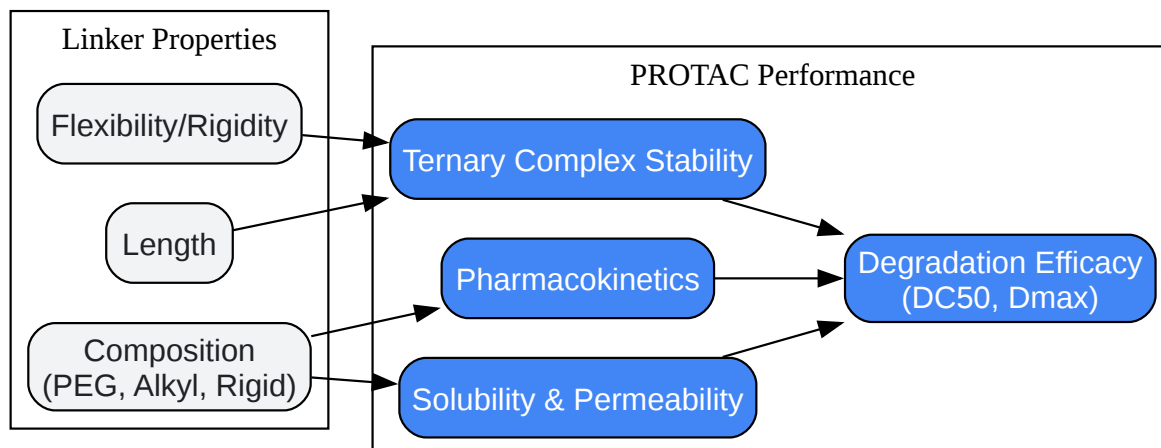 Linker Properties
Flexibility/Rigidity
Length
Composition
(PEG, Alkyl, Rigid)
PROTAC Performance
Ternary Complex Stability
Pharmacokinetics
Solubility & Permeability
Degradation Efficacy
(DC50, Dmax)